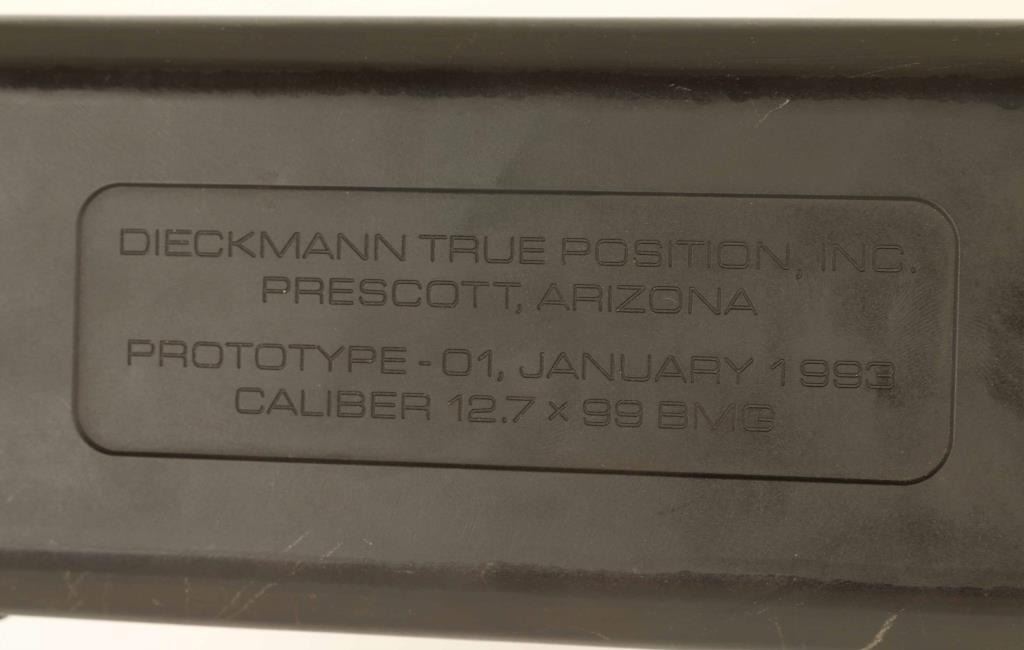 DIECKMANN TRUE POSITION, INC.
PRESCOTT, ARIZONA
PROTOTYPE - 01, JANUARY 1993
CALIBER 12.7 x 99 BMG